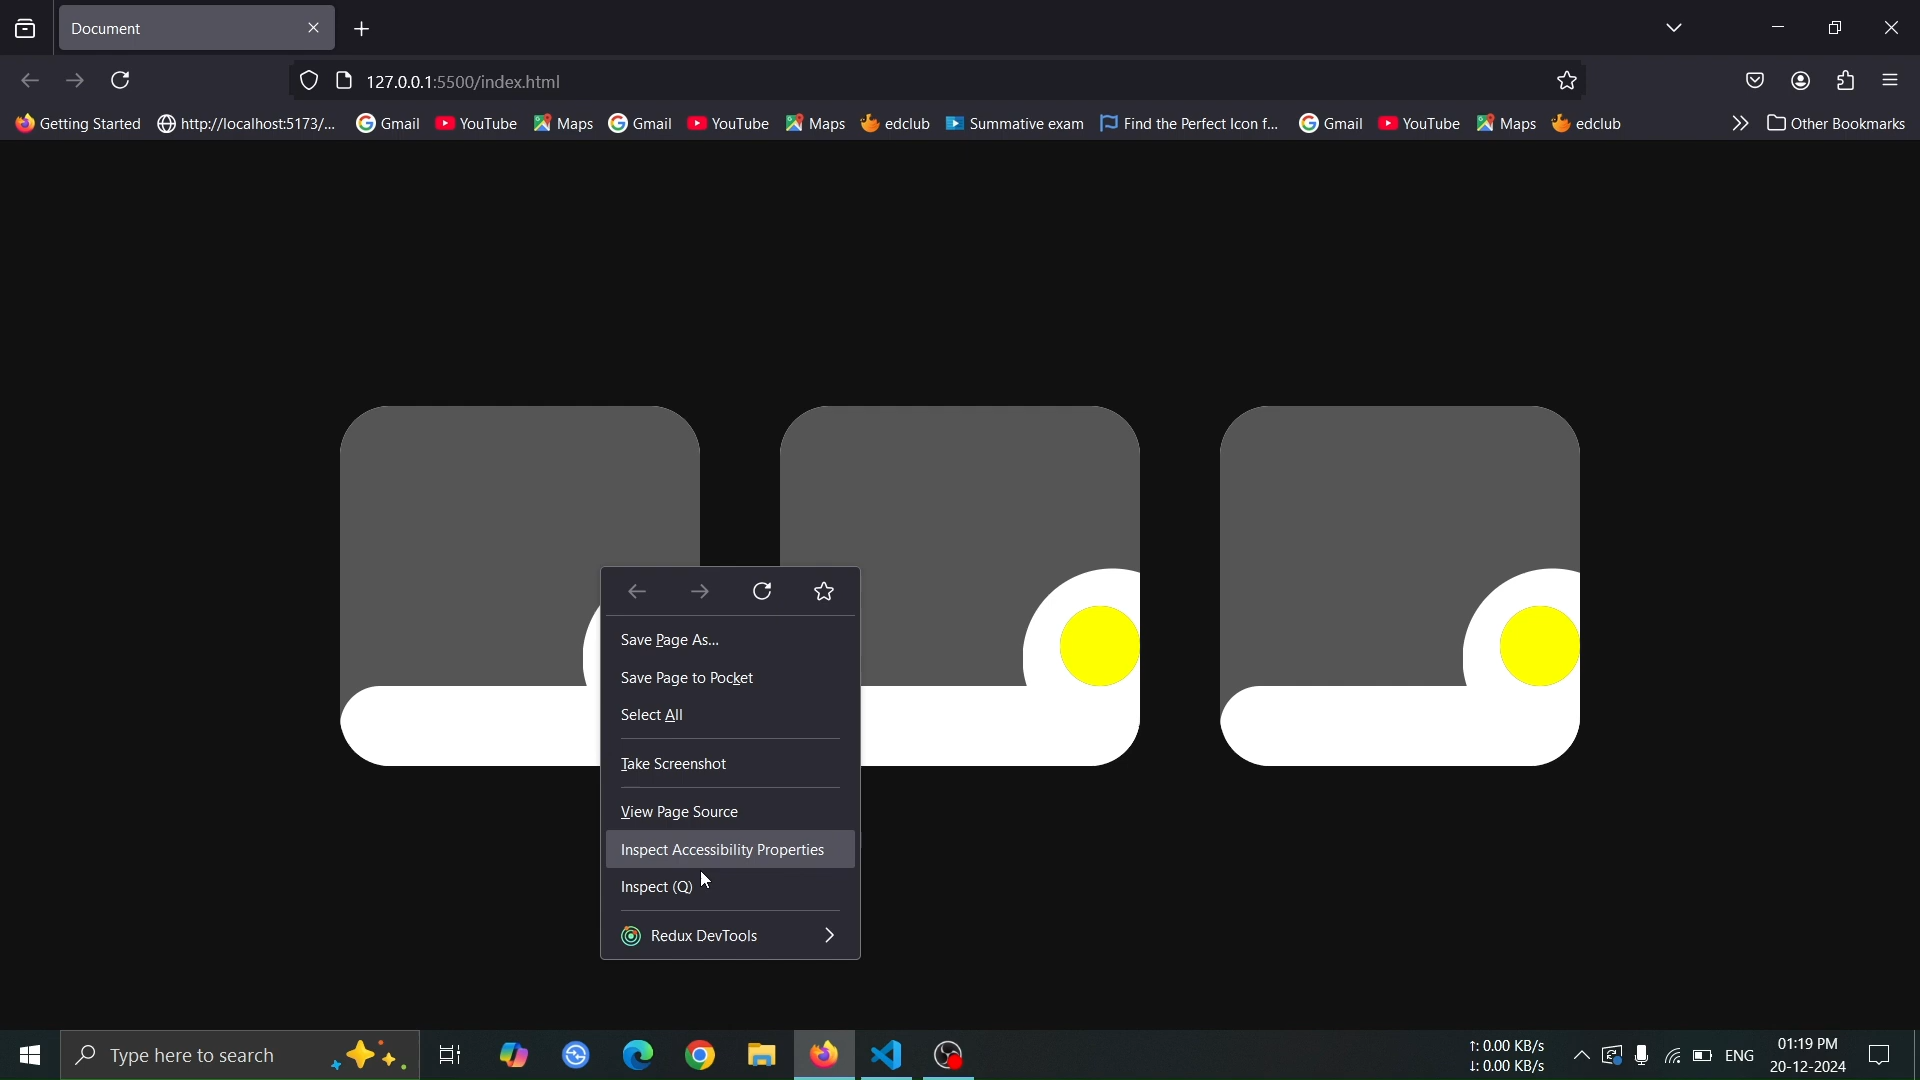 Document
127.0.0.1:5500/index.html
Getting Started http://localhost:5173/... Gmail YouTube Maps Gmail YouTube Maps edclub Summative exam Find the Perfect Icon f... Gmail YouTube Maps edclub Other Bookmarks
Save Page As...
Save Page to Pocket
Select All
Take Screenshot
View Page Source
Inspect Accessibility Properties
Inspect (Q)
Redux DevTools
Type here to search
↑: 0.00 KB/s
↓: 0.00 KB/s
ENG
01:19 PM
20-12-2024